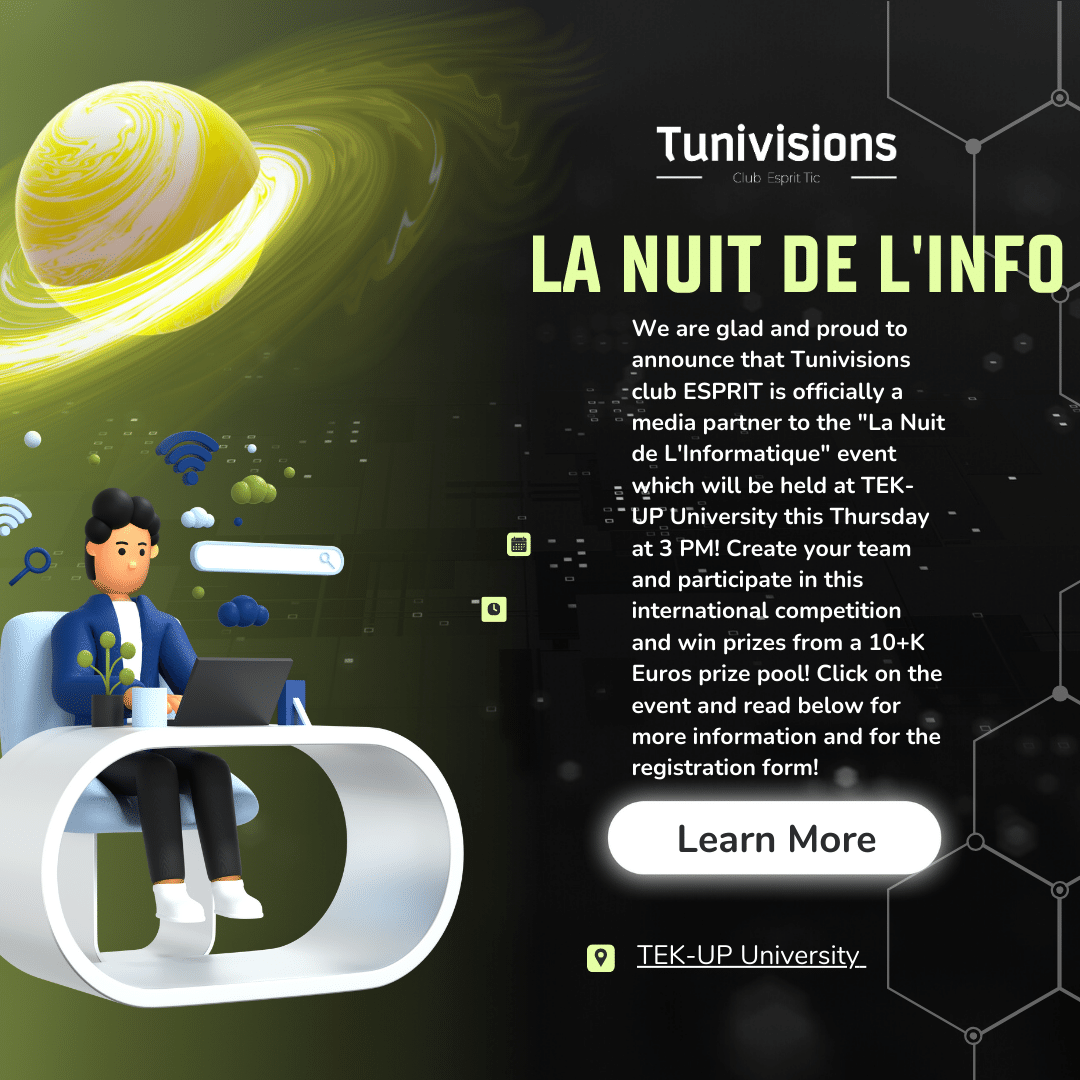 Tunivisions
Club Esprit Tic
LA NUIT DE L'INFO
We are glad and proud to
announce that Tunivisions
club ESPRIT is officially a
media partner to the "La Nuit
de L'Informatique" event
which will be held at TEK-
UP University this Thursday
at 3 PM! Create your team
and participate in this
international competition
and win prizes from a 10+K
Euros prize pool! Click on the
event and read below for
more information and for the
registration form!
Learn More
TEK-UP University